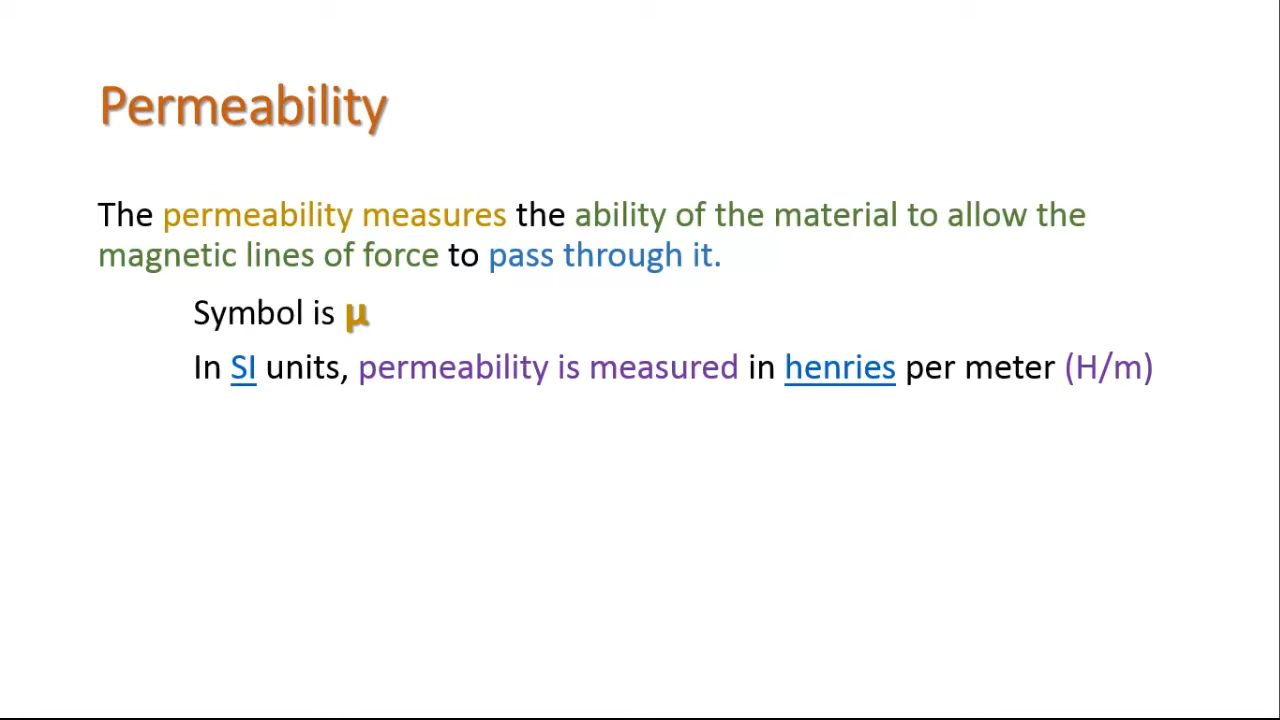 Permeability
The permeability measures the ability of the material to allow the
magnetic lines of force to pass through it.
Symbol is μ
In SI units, permeability is measured in henries per meter (H/m)